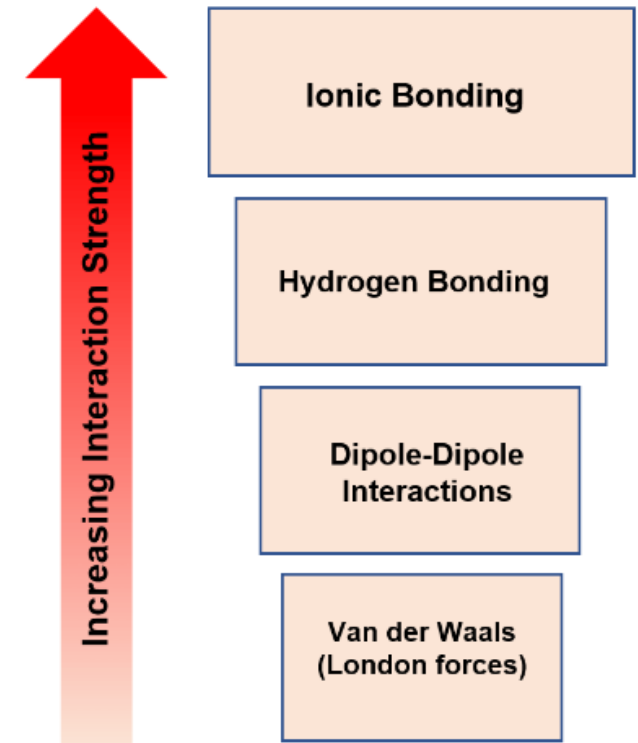 Increasing Interaction Strength
Ionic Bonding
Hydrogen Bonding
Dipole-Dipole
Interactions
Van der Waals
(London forces)